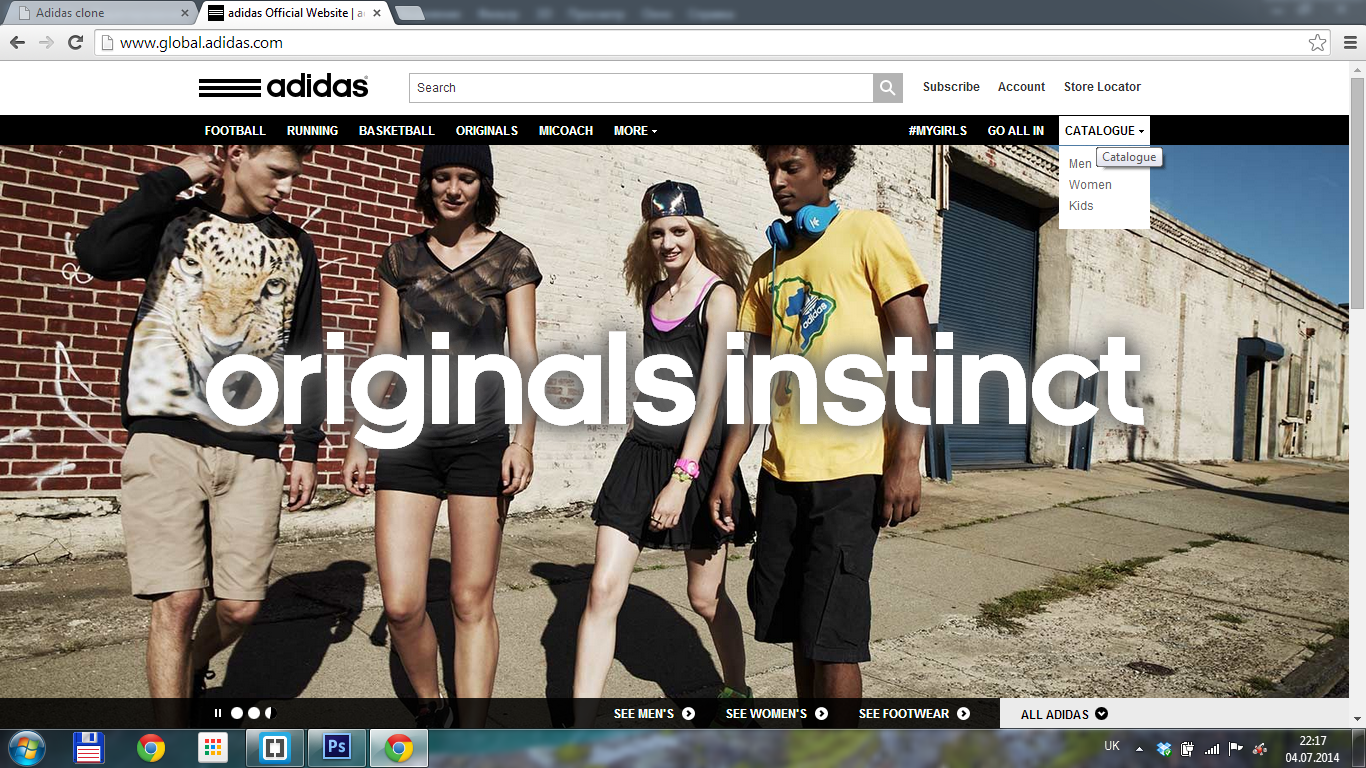 Adidas clone
adidas Official Website | a
www.global.adidas.com
adidas
Search
Subscribe Account Store Locator
FOOTBALL RUNNING BASKETBALL ORIGINALS MICOACH MORE #MYGIRLS GO ALL IN CATALOGUE
Men
Catalogue
Women
Kids
adidas
originals instinct
SEE MEN'S SEE WOMEN'S SEE FOOTWEAR ALL ADIDAS
Ps
UK
22:17
04.07.2014